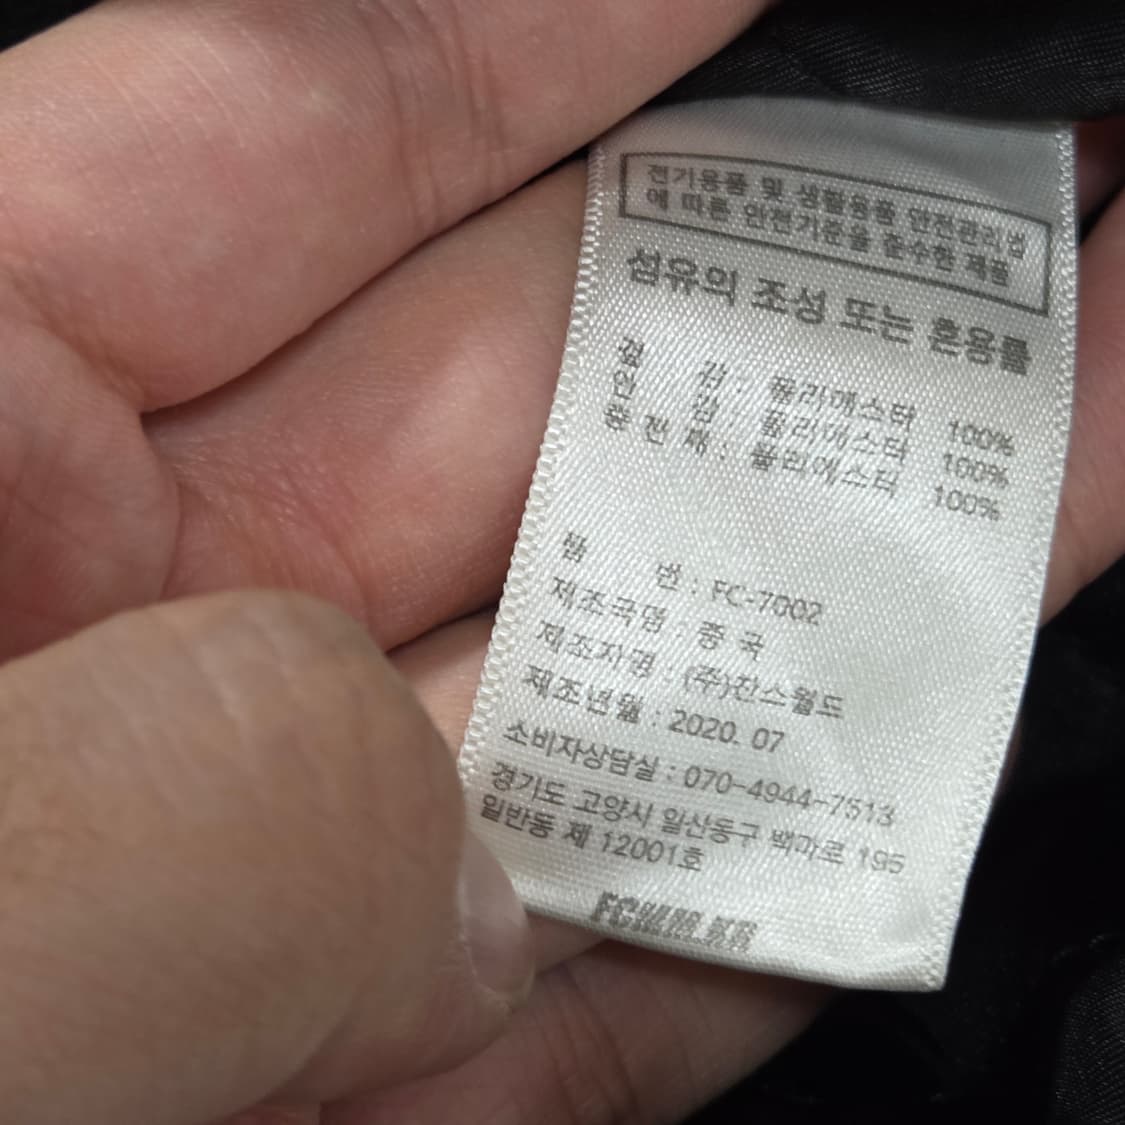 전기용품 및 생활용품 안전관리법
에 따른 안전기준을 준수한 제품
섬유의 조성 또는 혼용률
겉 감 : 폴리에스터 100%
안 감 : 폴리에스터 100%
충 전 재 : 폴리에스터 100%
품 번 : FC-7002
제조국명 : 중 국
제조자명 : (주)잔스월드
제조년월 : 2020. 07
소비자상담실 : 070-4944-7513
경기도 고양시 일산동구 백마로 195
일반동 제 12001호
FCMM.KR